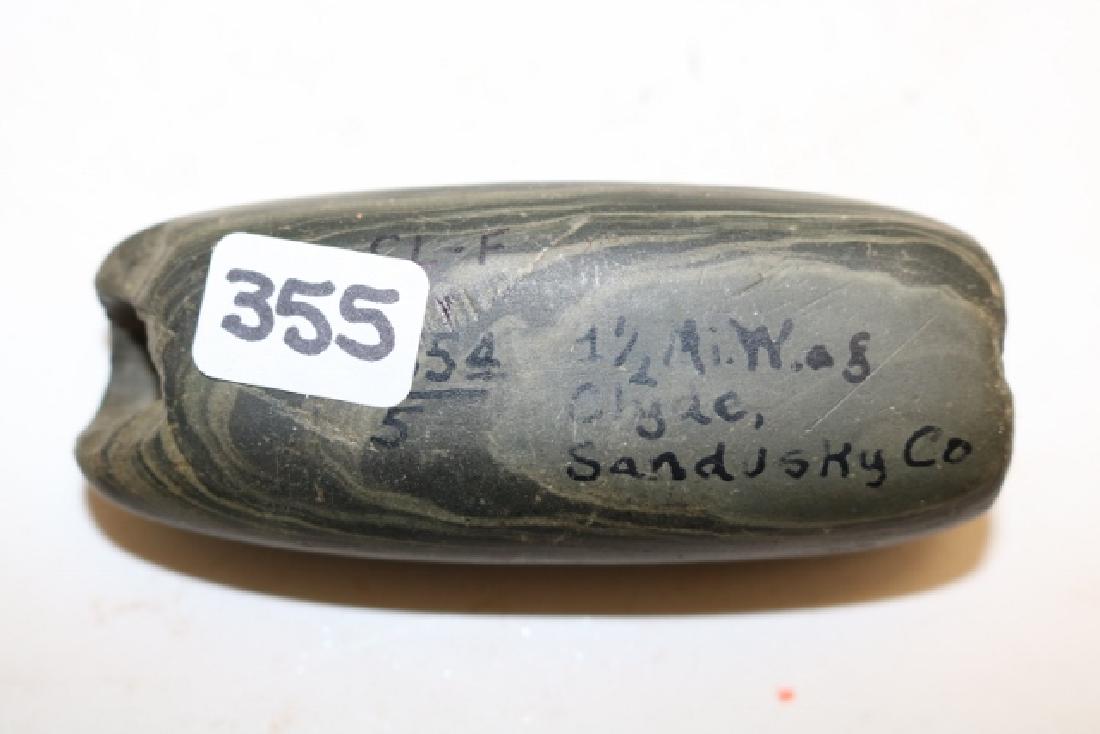 CL-F
355
54
5
1½ Mi. W. of
Clyde,
Sandusky Co